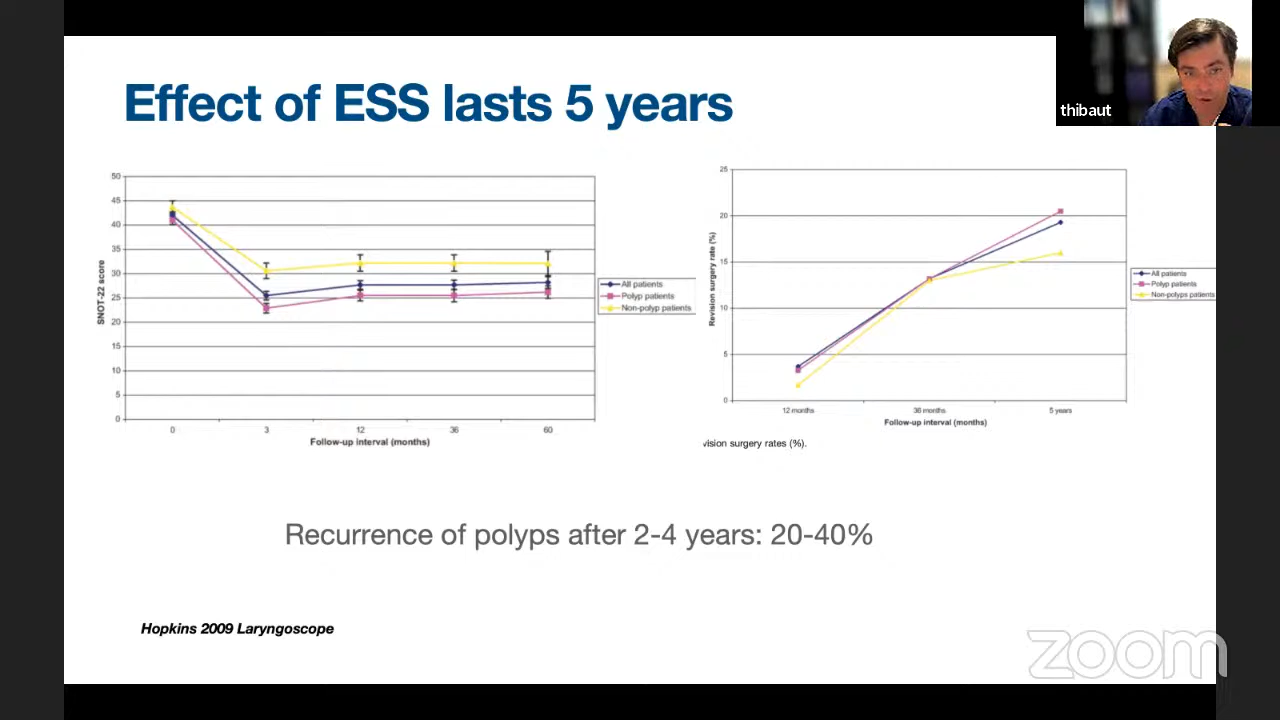 Effect of ESS lasts 5 years
thibaut
50
45
40
35
30
25
20
15
10
5
0
SNOT-22 score
0 3 12 36 60
Follow-up interval (months)
All patients
Polyp patients
Non-polyp patients
25
20
15
10
5
0
Revision surgery rate (%)
12 months 36 months 5 years
Follow-up interval (months)
All patients
Polyp patients
Non-polyps patients
vision surgery rates (%).
Recurrence of polyps after 2-4 years: 20-40%
Hopkins 2009 Laryngoscope
zoom